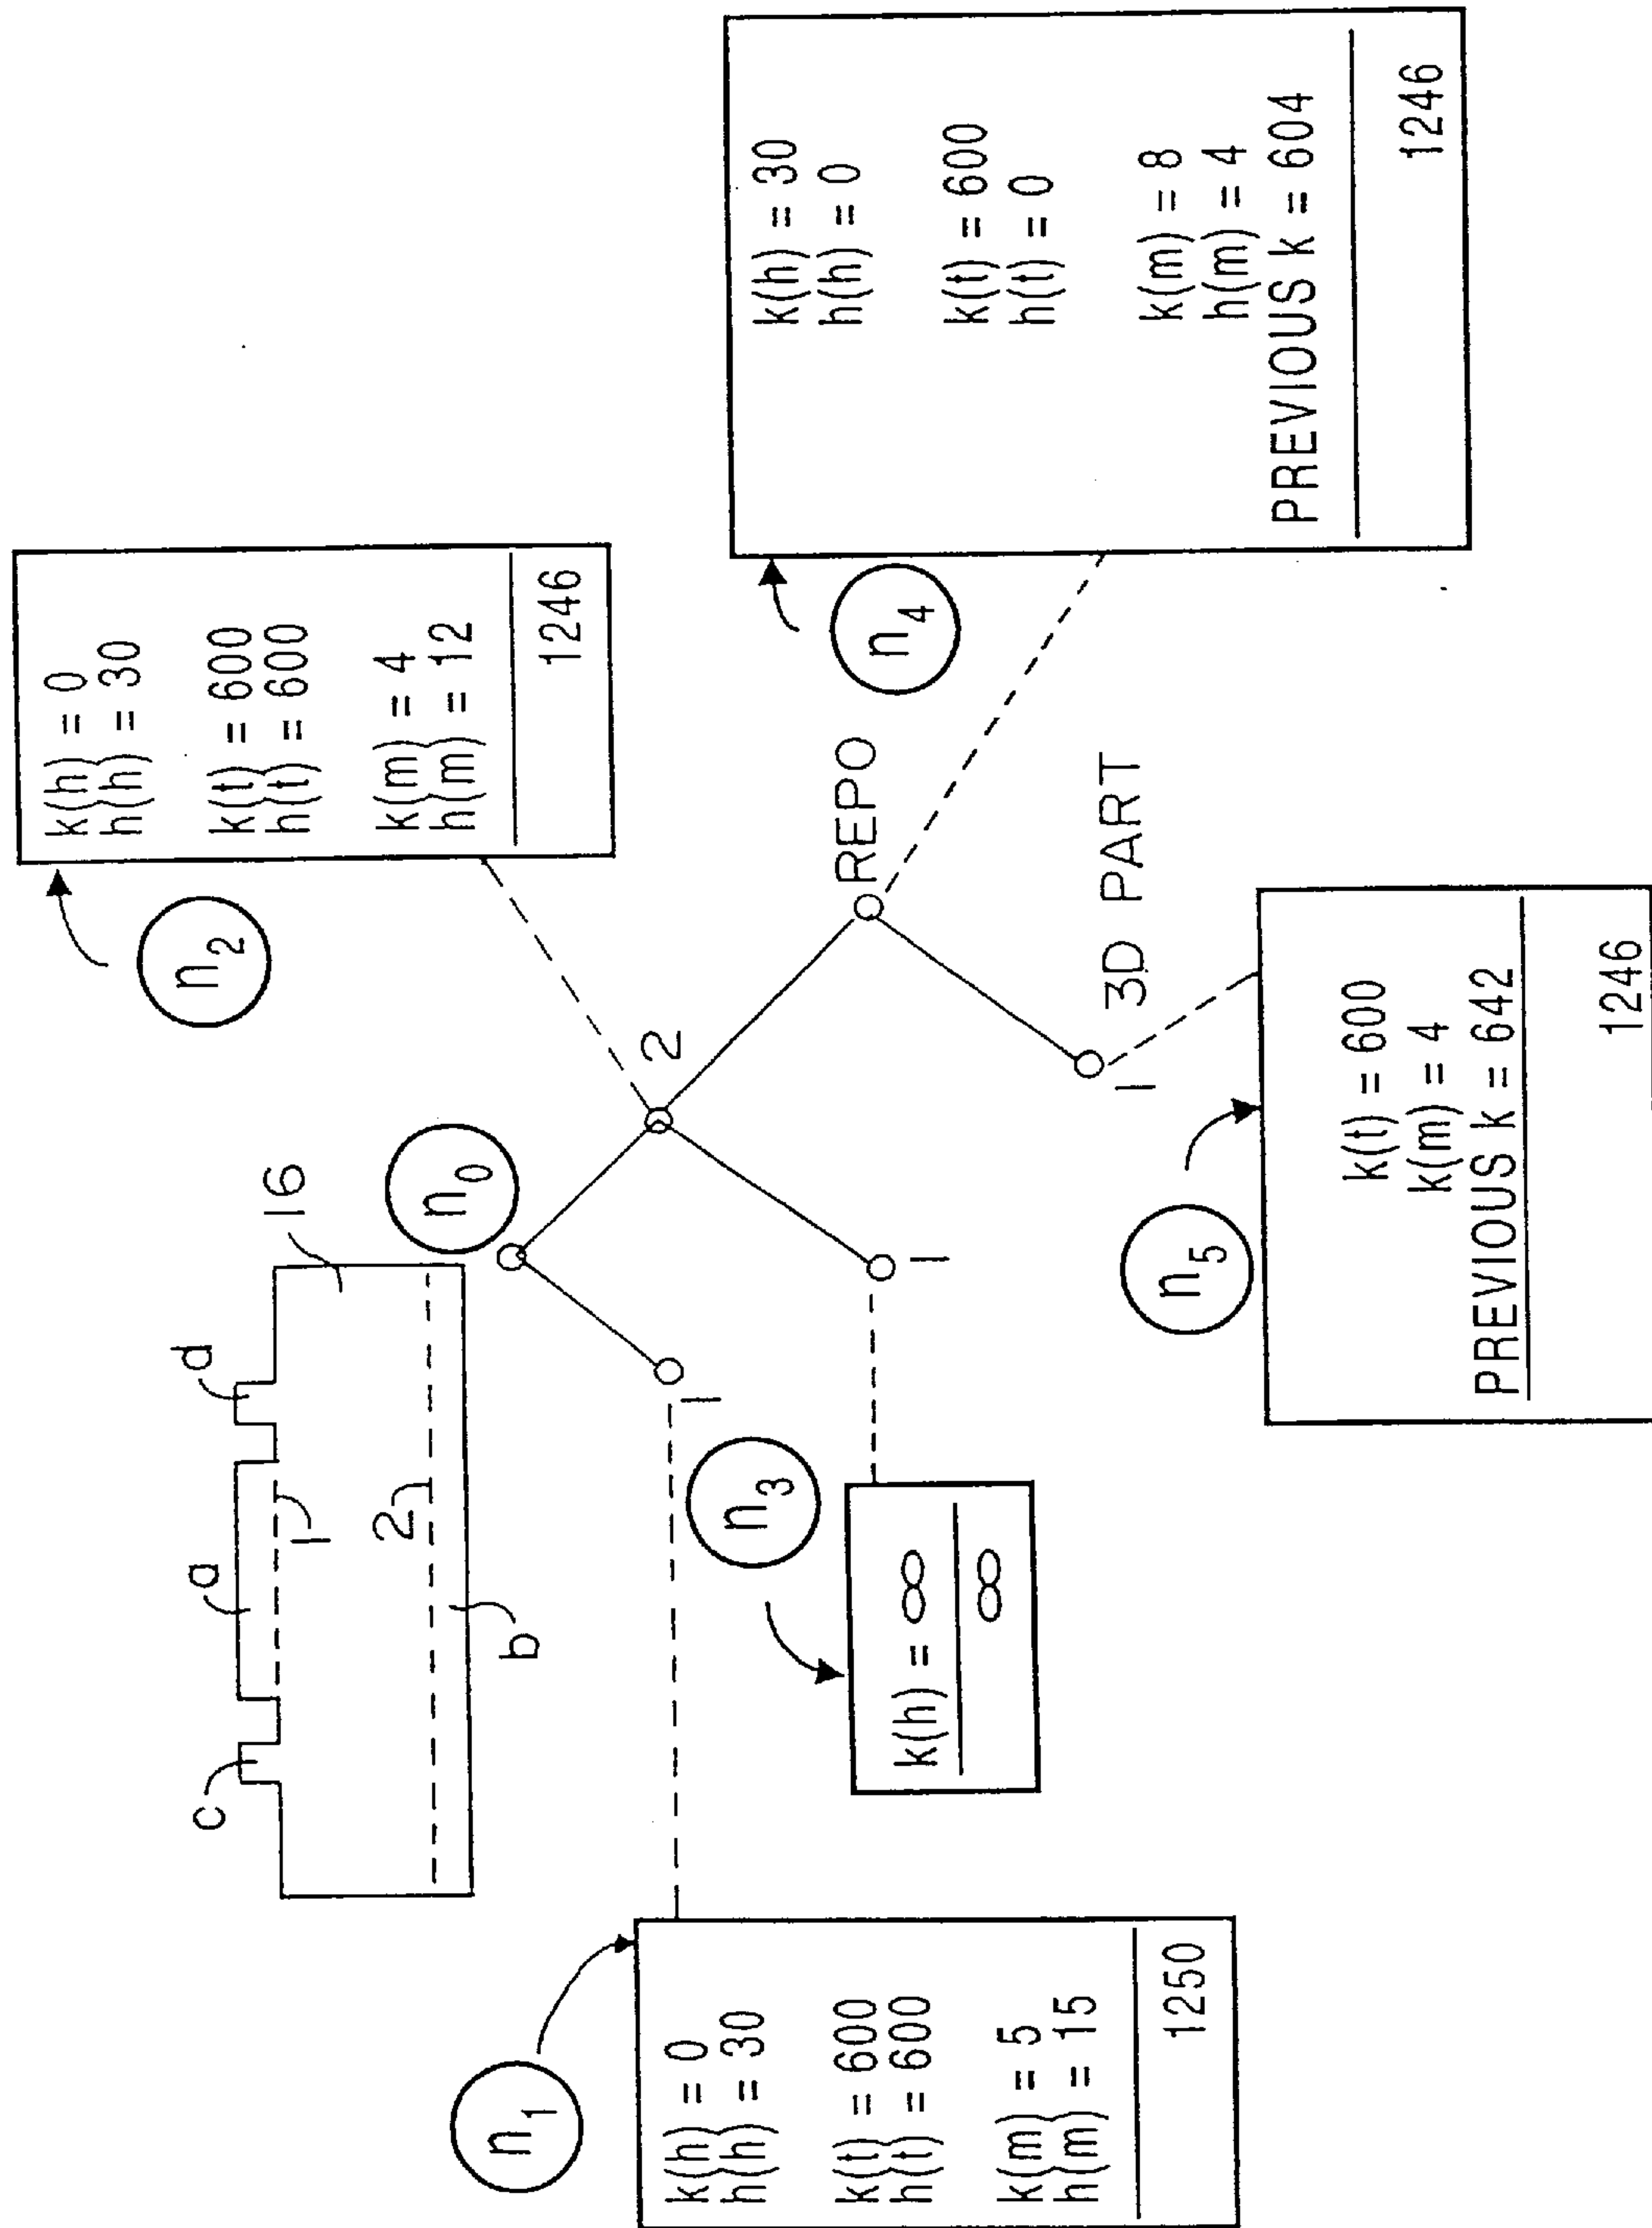 c
a
d
16
1
2
b
n₀
1
2
1
REPO
1
3D PART
n₁
k(h) = 0
h(h) = 30
k(t) = 600
h(t) = 600
k(m) = 5
h(m) = 15
1250
n₂
k(h) = 0
h(h) = 30
k(t) = 600
h(t) = 600
k(m) = 4
h(m) = 12
1246
n₃
k(h) = ∞
∞
n₄
k(h) = 30
h(h) = 0
k(t) = 600
h(t) = 0
k(m) = 8
h(m) = 4
PREVIOUS k = 604
1246
n₅
k(t) = 600
k(m) = 4
PREVIOUS k = 642
1246